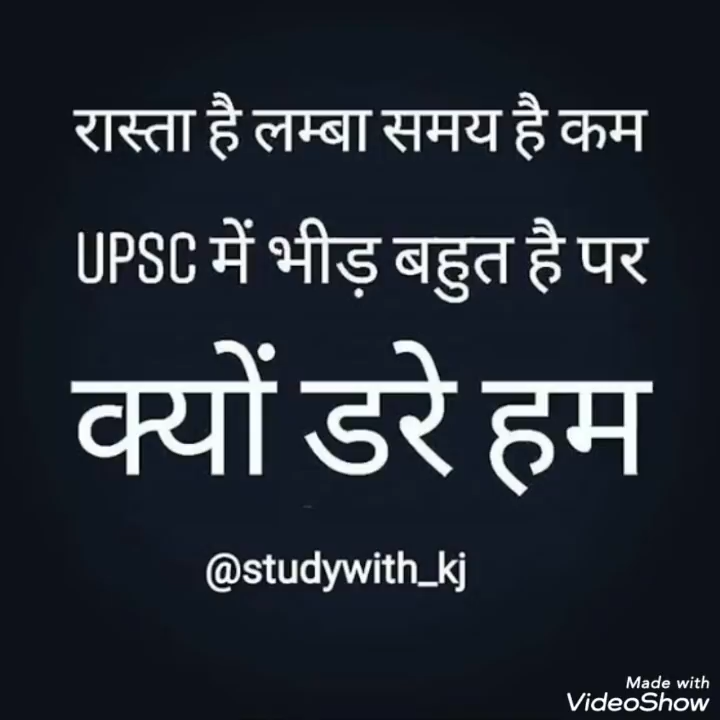 रास्ता है लम्बा समय है कम
UPSC में भीड़ बहुत है पर
क्यों डरे हम
@studywith_kj
Made with
VideoShow